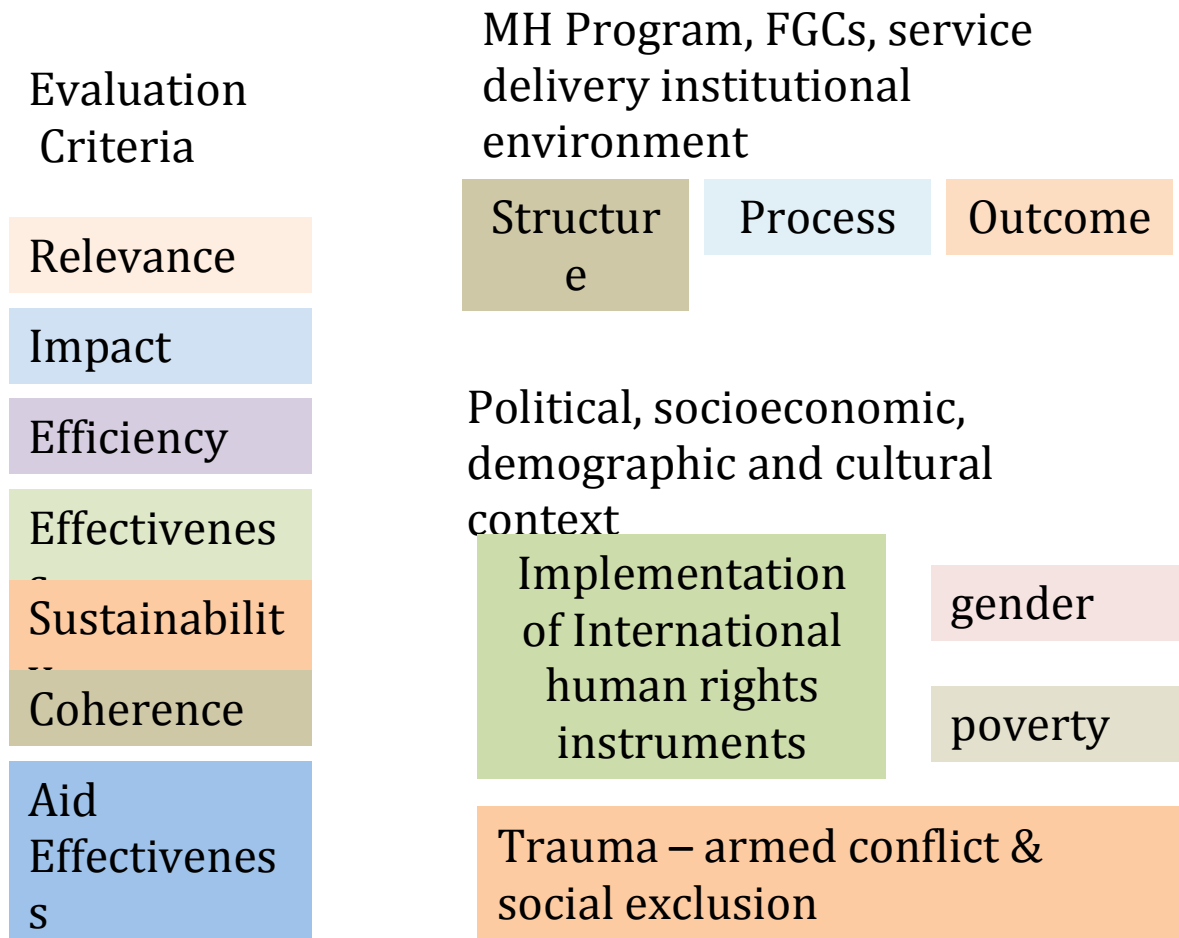 Evaluation
Criteria
Relevance
Impact
Efficiency
Effectivenes
s
Sustainabilit
y
Coherence
Aid
Effectivenes
s
MH Program, FGCs, service
delivery institutional
environment
Structur
e
Process
Outcome
Political, socioeconomic,
demographic and cultural
context
Implementation
of International
human rights
instruments
gender
poverty
Trauma – armed conflict &
social exclusion